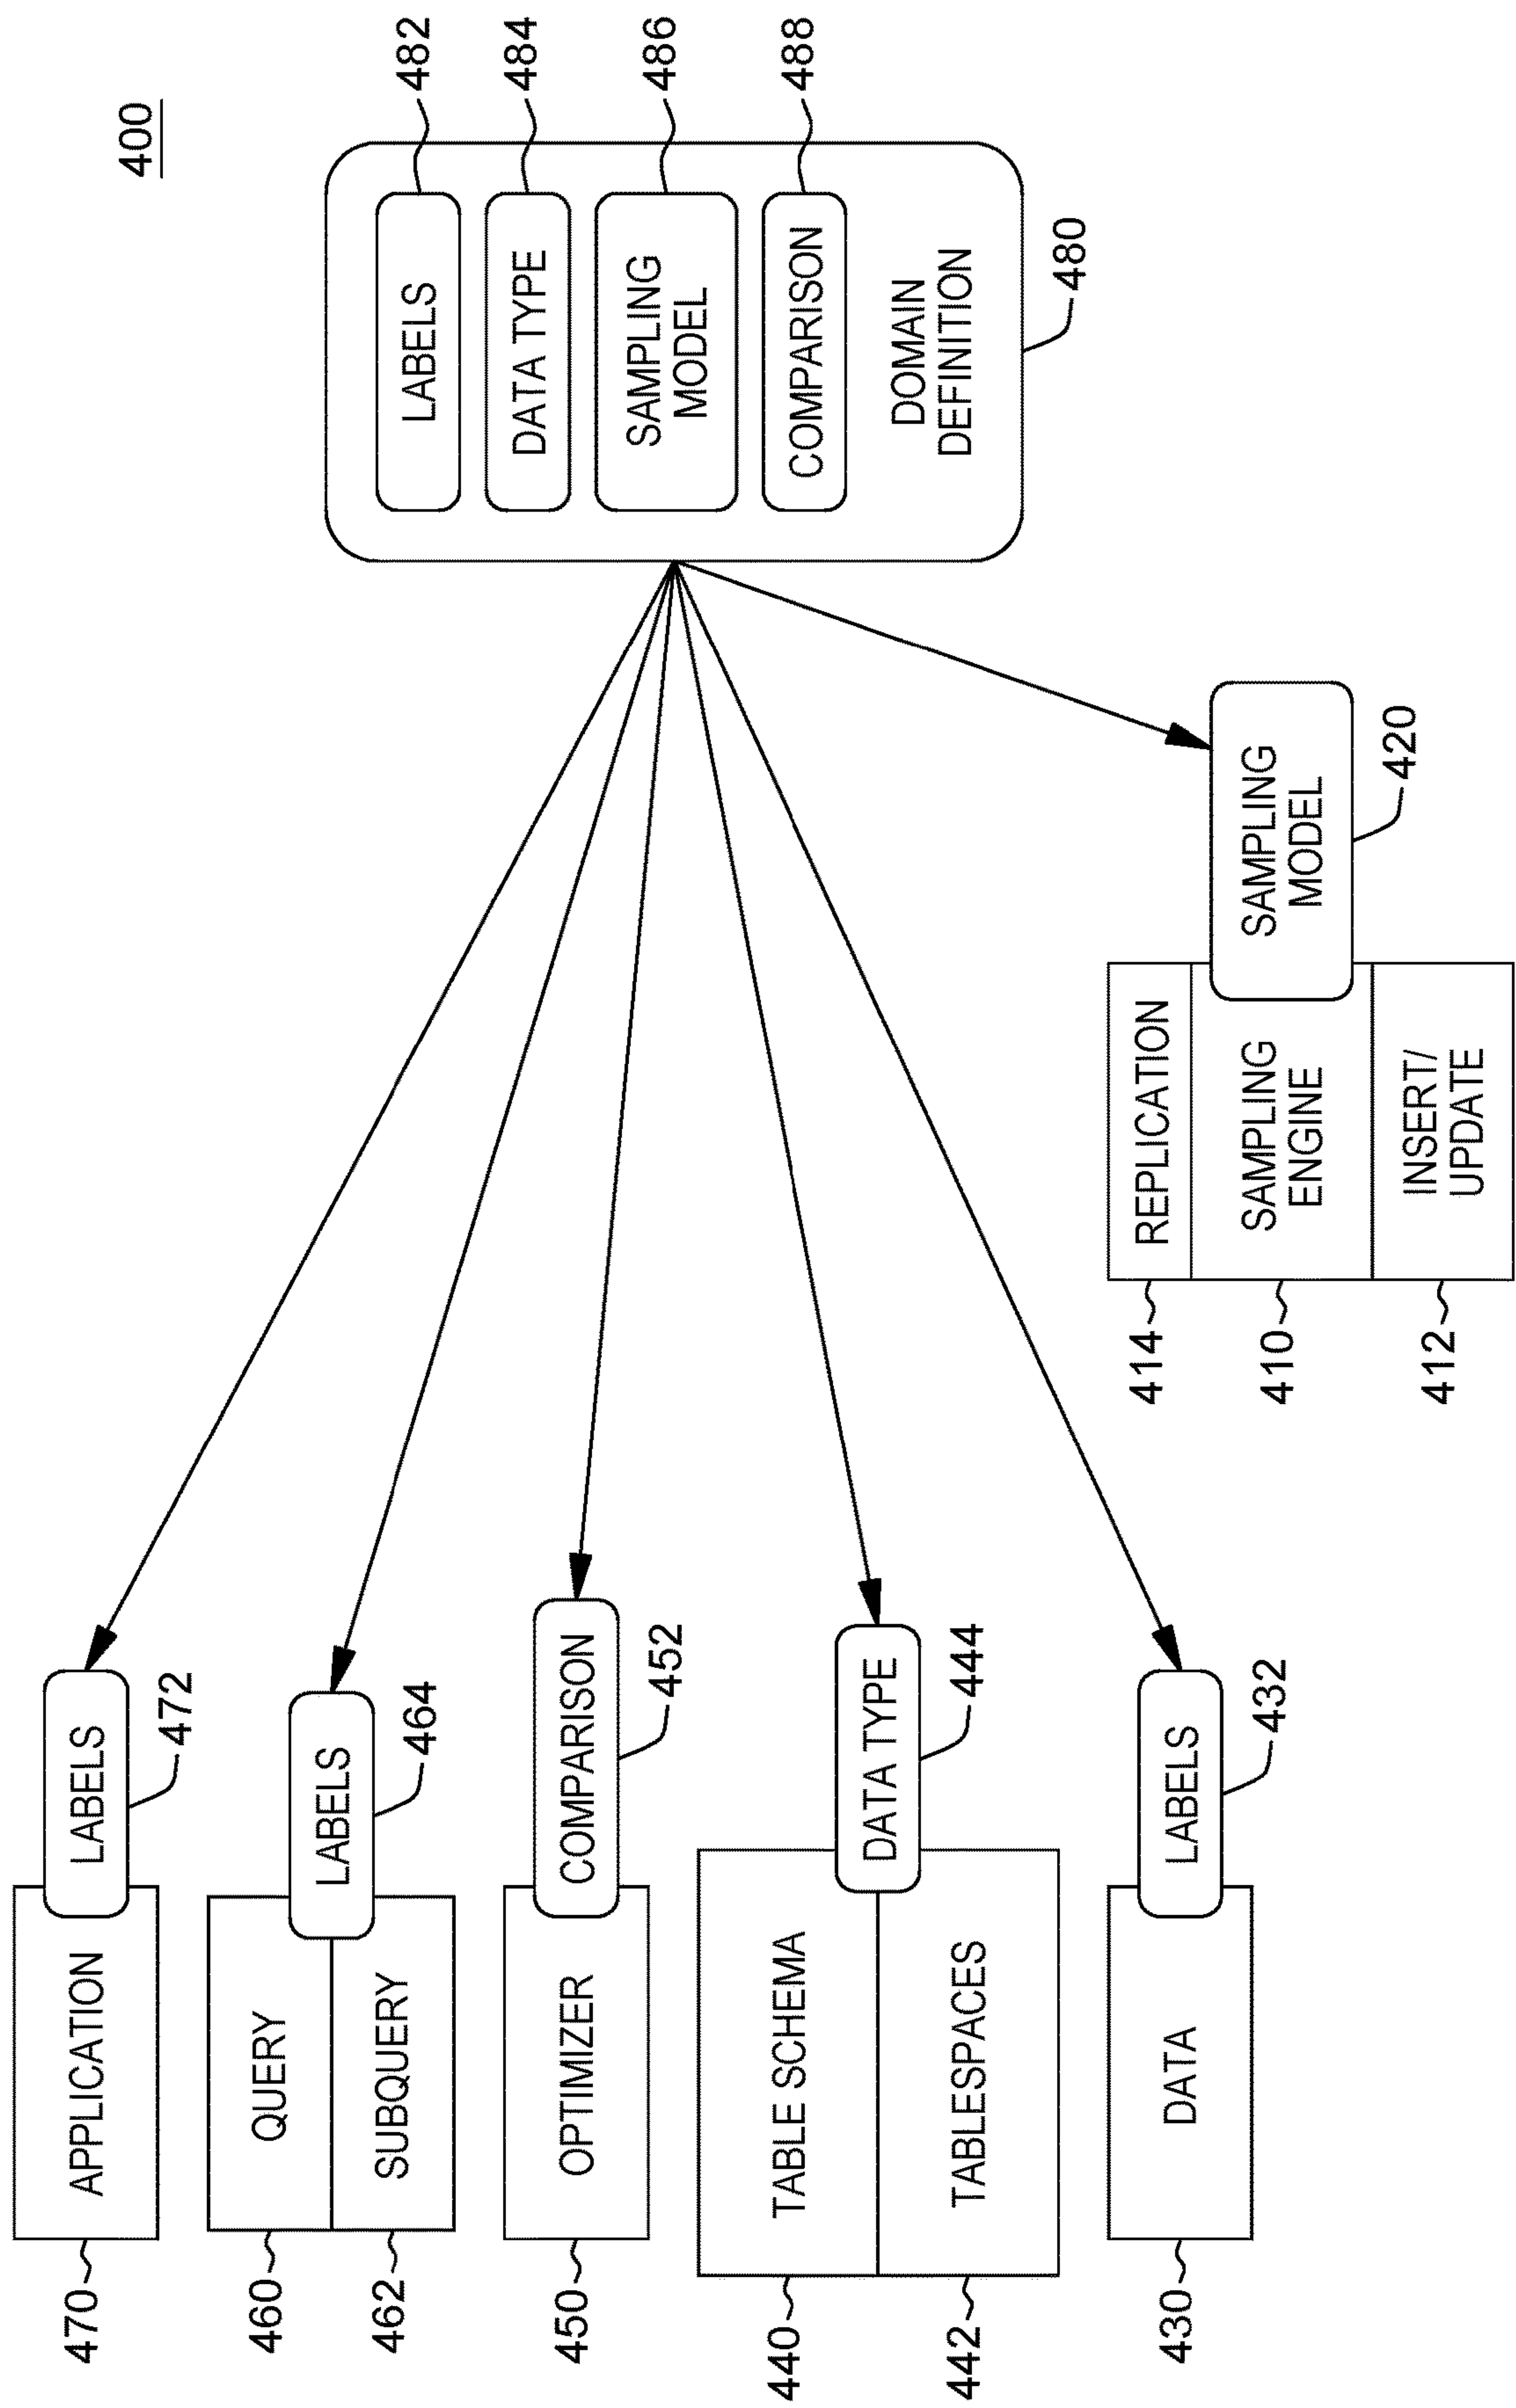 400
LABELS
482
DATA TYPE
484
SAMPLING
MODEL
486
COMPARISON
488
DOMAIN
DEFINITION
480
470
APPLICATION
LABELS
472
460
QUERY
462
SUBQUERY
LABELS
464
450
OPTIMIZER
COMPARISON
452
440
TABLE SCHEMA
442
TABLESPACES
DATA TYPE
444
430
DATA
LABELS
432
414
REPLICATION
410
SAMPLING
ENGINE
412
INSERT/
UPDATE
SAMPLING
MODEL
420